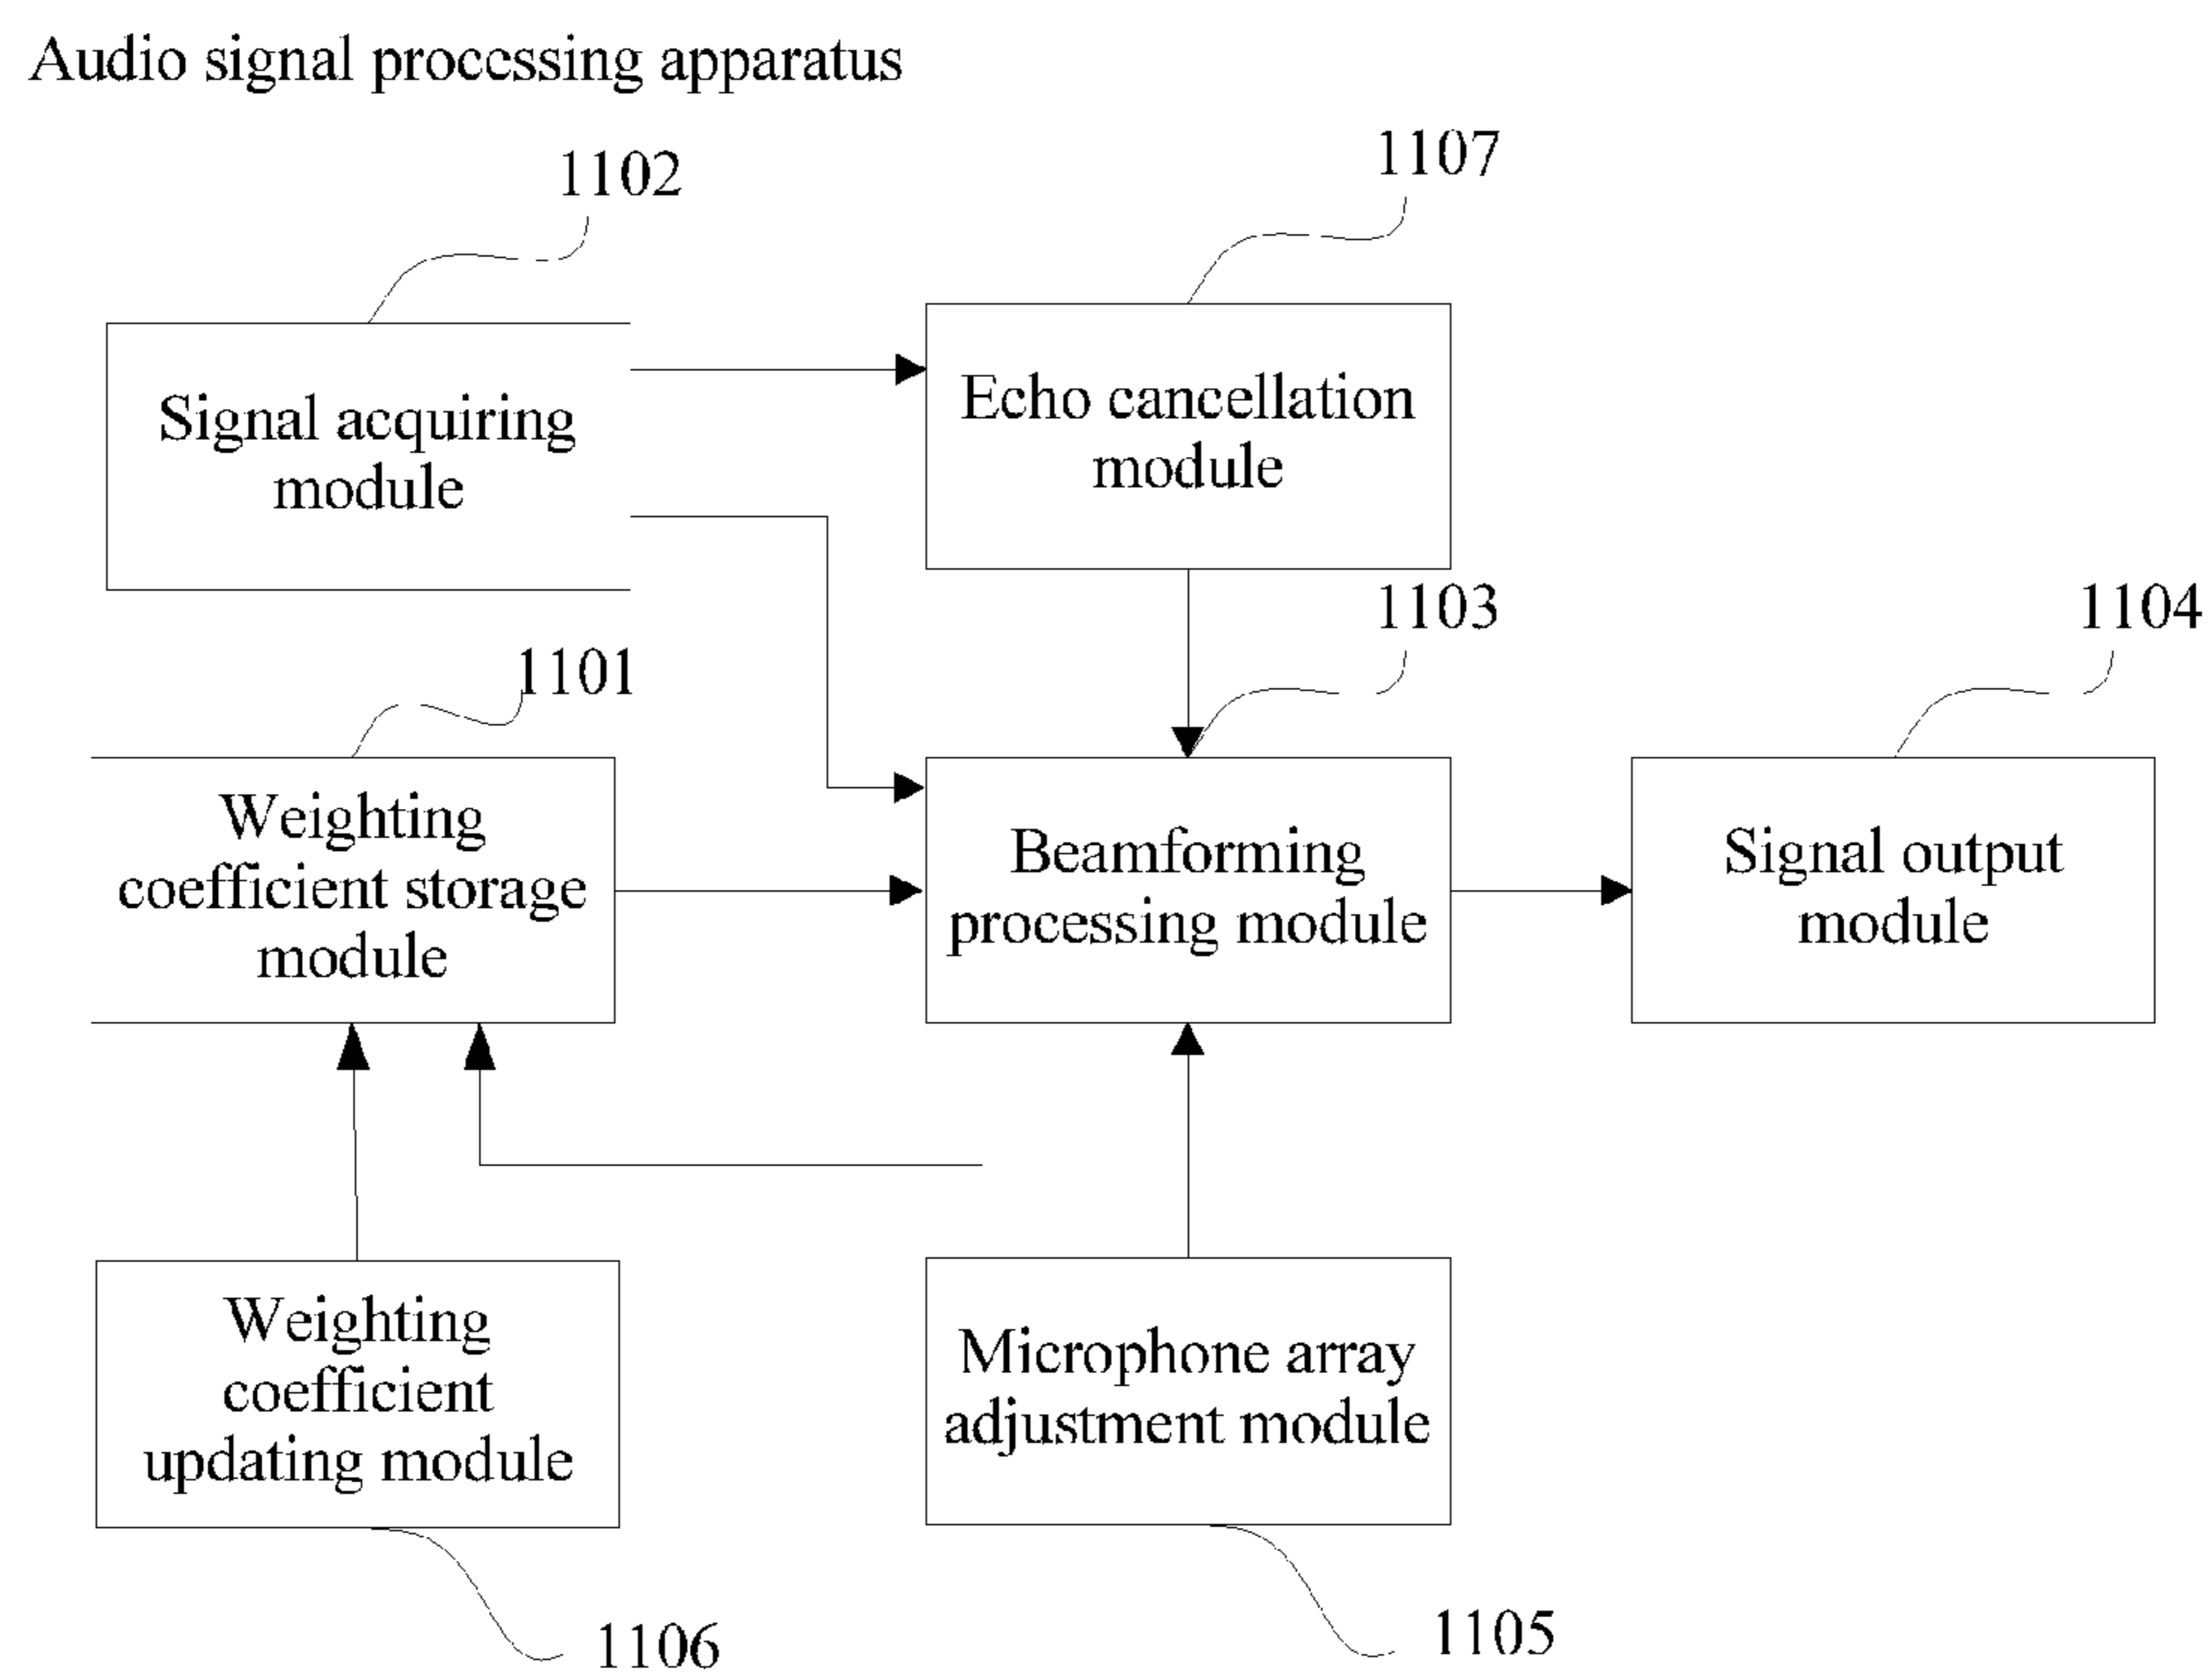 Audio signal processing apparatus
1102
1107
Signal acquiring
module
Echo cancellation
module
1103
1104
1101
Weighting
coefficient storage
module
Beamforming
processing module
Signal output
module
Weighting
coefficient
updating module
Microphone array
adjustment module
1106
1105